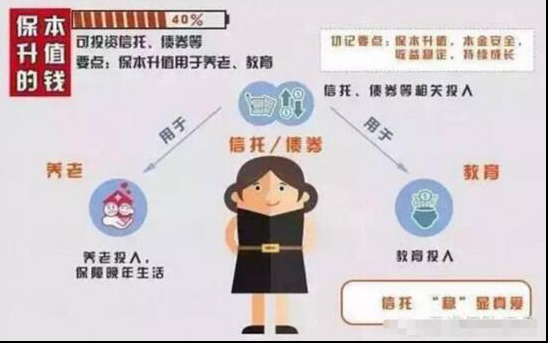 保本
升值
的钱
40%
可投资信托、债券等
要点：保本升值用于养老、教育
切记要点：保本升值，本金安全，
收益稳定，持续成长
信托、债券等相关投入
用于
用于
信托/债券
养老
教育
养老投入，
保障晚年生活
教育投入
信托 “稳”显真爱